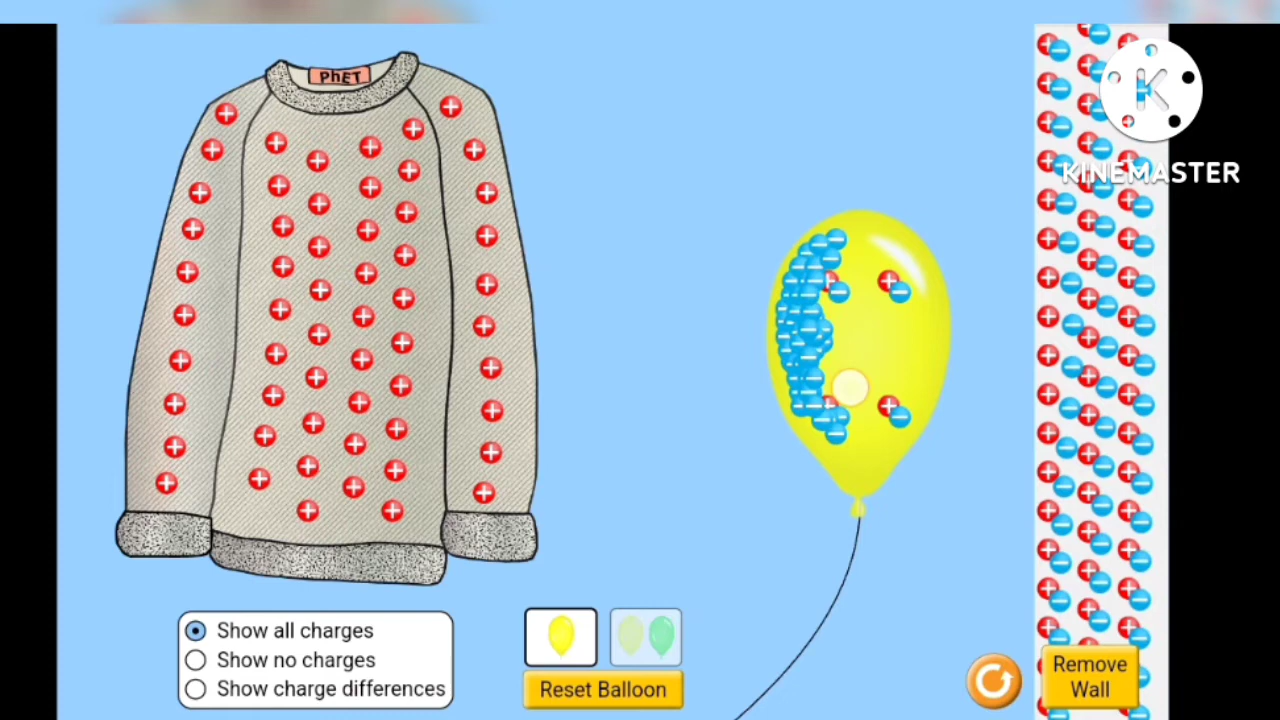 PhET
K
KINEMASTER
Show all charges
Show no charges
Show charge differences
Reset Balloon
Remove
Wall